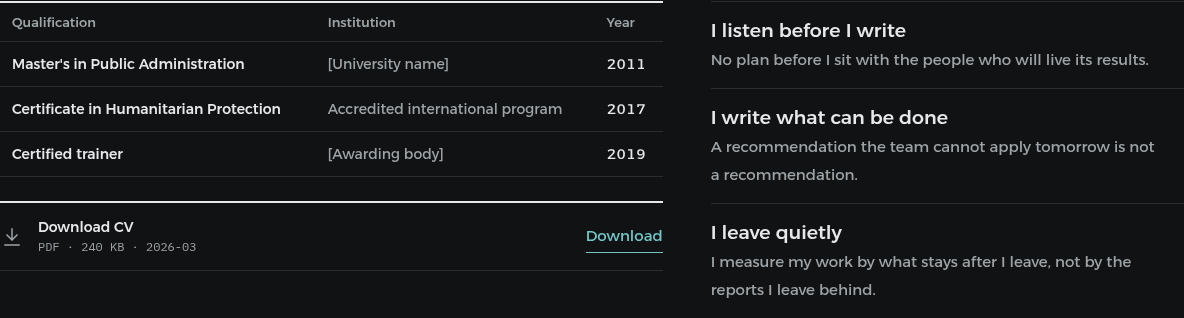 Qualification Institution Year
Master's in Public Administration [University name] 2011
Certificate in Humanitarian Protection Accredited international program 2017
Certified trainer [Awarding body] 2019
Download CV
PDF · 240 KB · 2026-03
Download
I listen before I write
No plan before I sit with the people who will live its results.
I write what can be done
A recommendation the team cannot apply tomorrow is not
a recommendation.
I leave quietly
I measure my work by what stays after I leave, not by the
reports I leave behind.